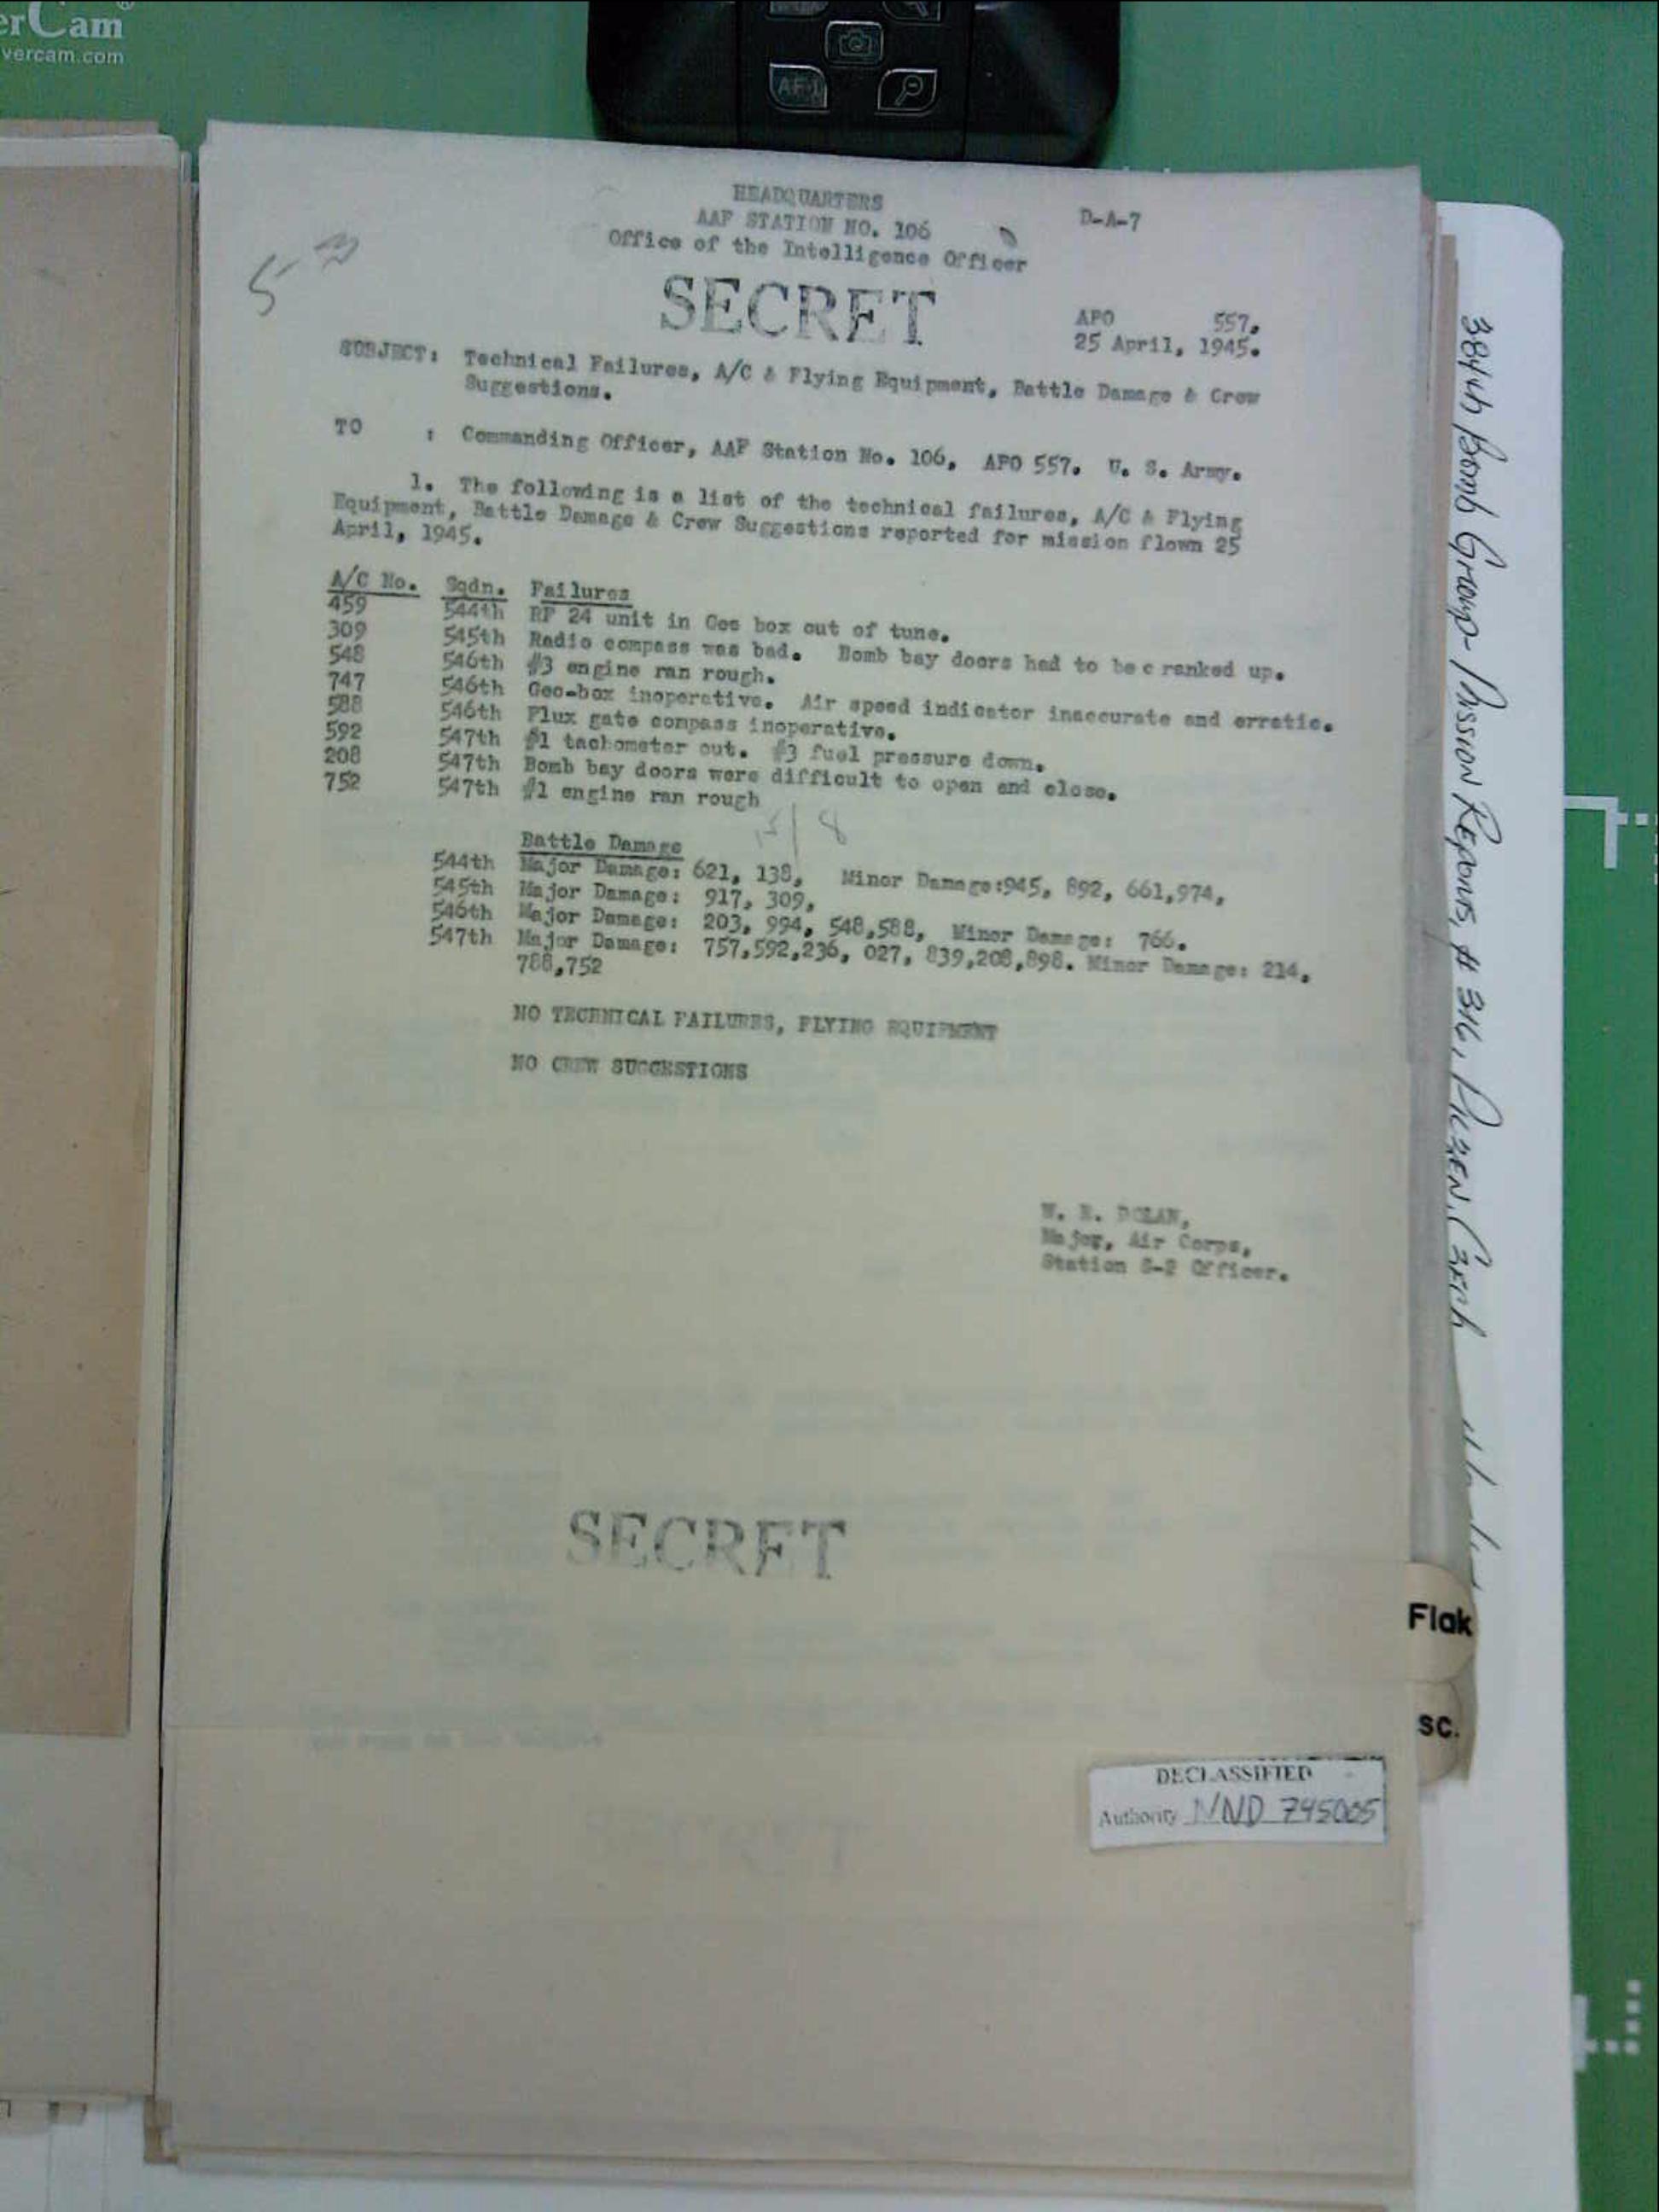 erCam®
vercam.com
AF-L
HEADQUARTERS
AAF STATION NO. 106
Office of the Intelligence Officer
D-A-7
SECRET
APO 557.
25 April, 1945.
SUBJECT: Technical Failures, A/C & Flying Equipment, Battle Damage & Crew
Suggestions.
TO : Commanding Officer, AAF Station No. 106, APO 557. U. S. Army.
1. The following is a list of the technical failures, A/C & Flying
Equipment, Battle Damage & Crew Suggestions reported for mission flown 25
April, 1945.
A/C No. Sqdn. Failures
459 544th RF 24 unit in Gee box out of tune.
309 545th Radio compass was bad. Bomb bay doors had to be c ranked up.
548 546th #3 engine ran rough.
747 546th Gee-box inoperative. Air speed indicator inaccurate and erratic.
588 546th Flux gate compass inoperative.
592 547th #1 tachometer out. #3 fuel pressure down.
208 547th Bomb bay doors were difficult to open and close.
752 547th #1 engine ran rough
Battle Damage
544th Major Damage: 621, 138, Minor Damage:945, 892, 661,974,
545th Major Damage: 917, 309,
546th Major Damage: 203, 994, 548,588, Minor Damage: 766.
547th Major Damage: 757,592,236, 027, 839,208,898. Minor Damage: 214,
788,752
NO TECHNICAL FAILURES, FLYING EQUIPMENT
NO CREW SUGGESTIONS
W. E. DOLAN,
Major, Air Corps,
Station S-2 Officer.
SECRET
DECLASSIFIED
Authority NND 745005
384th Bomb Group - Mission Reports, # 316, Pilzen, Czech
Flak
sc.